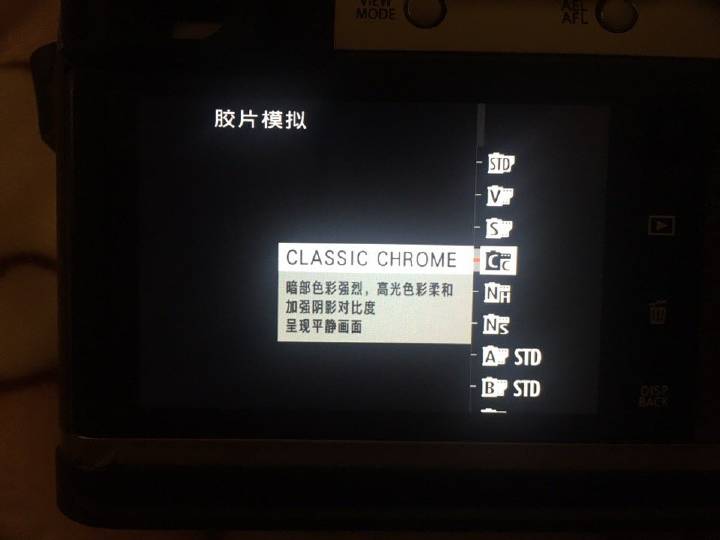 VIEW
MODE
AEL
AFL
胶片模拟
STD
V
S
CLASSIC CHROME
Cc
暗部色彩强烈，高光色彩柔和
加强阴影对比度
呈现平静画面
NH
NS
A STD
B STD
DISP
BACK